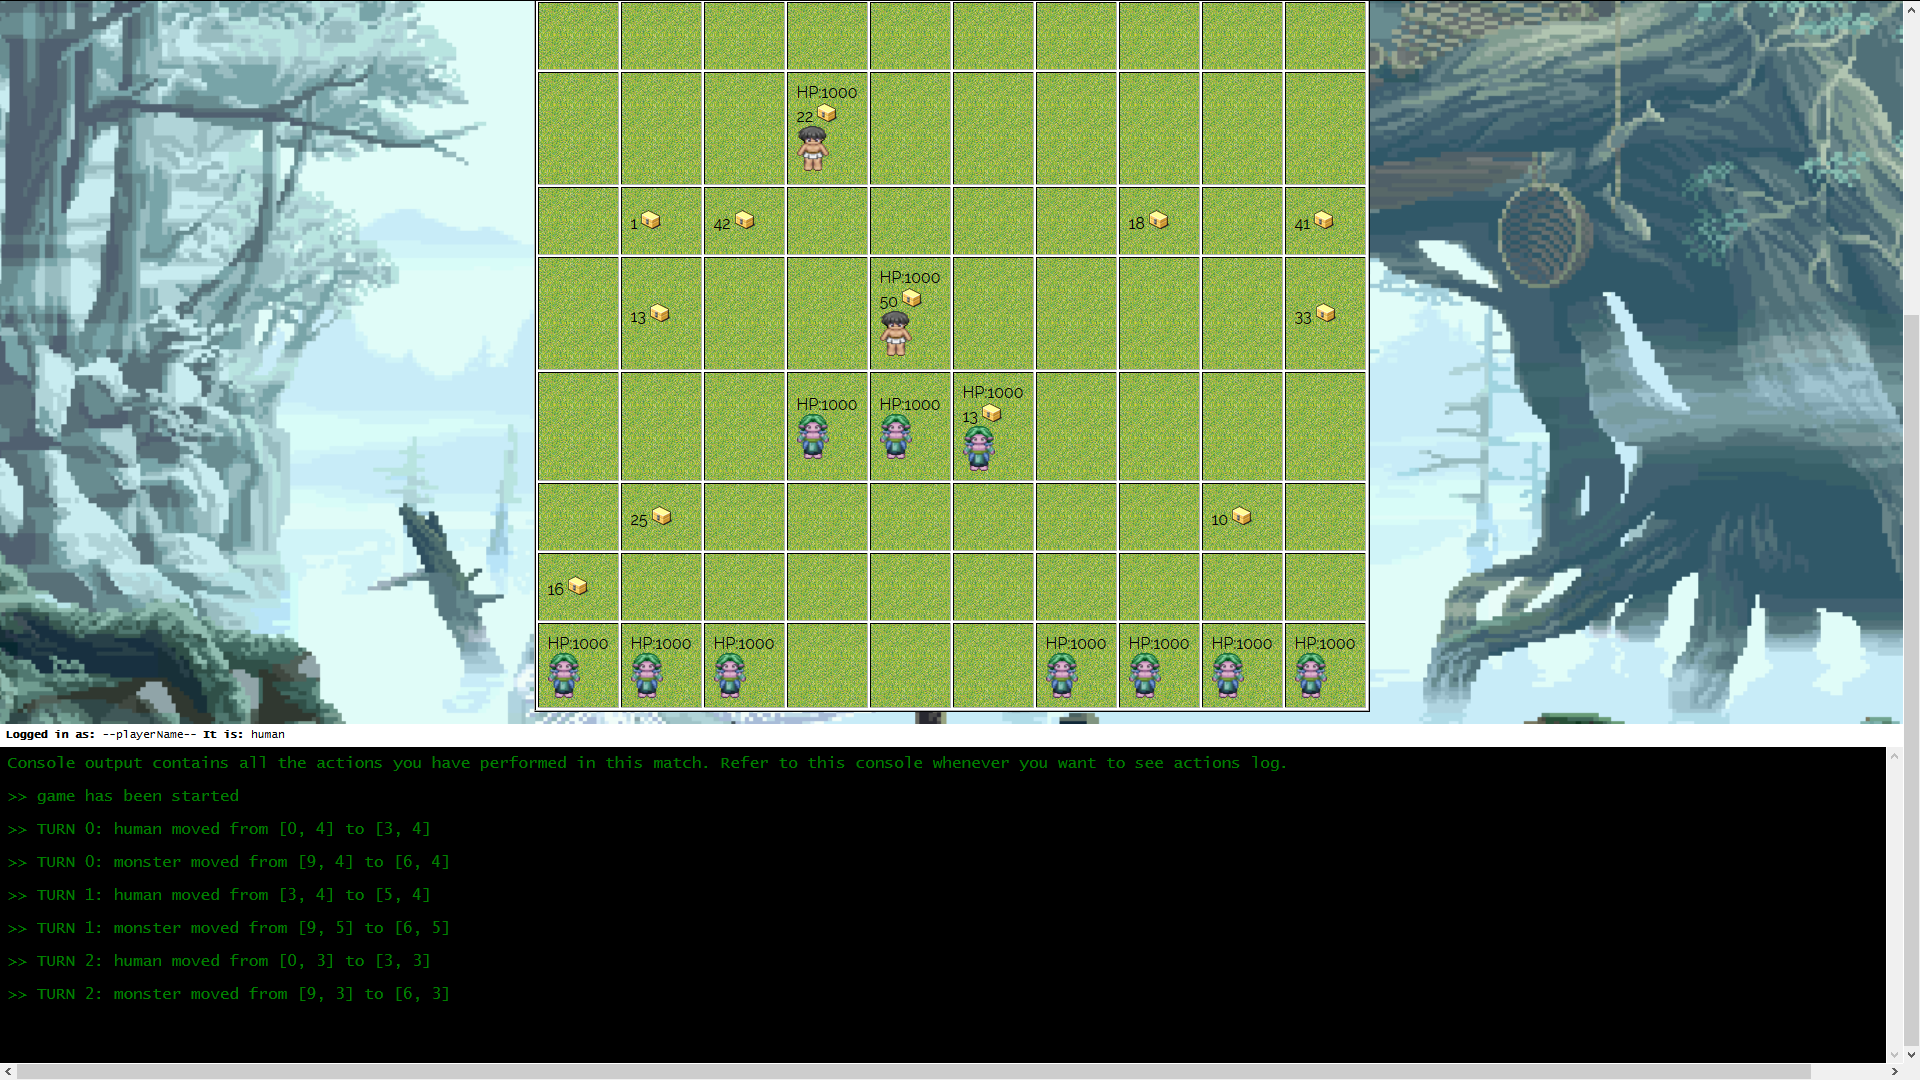 HP:1000
22
1 42 18 41
HP:1000
50
13 33
HP:1000 HP:1000 HP:1000
13
25 10
16
HP:1000 HP:1000 HP:1000 HP:1000 HP:1000 HP:1000 HP:1000
Logged in as: --playerName-- It is: human
Console output contains all the actions you have performed in this match. Refer to this console whenever you want to see actions log.
>> game has been started
>> TURN 0: human moved from [0, 4] to [3, 4]
>> TURN 0: monster moved from [9, 4] to [6, 4]
>> TURN 1: human moved from [3, 4] to [5, 4]
>> TURN 1: monster moved from [9, 5] to [6, 5]
>> TURN 2: human moved from [0, 3] to [3, 3]
>> TURN 2: monster moved from [9, 3] to [6, 3]